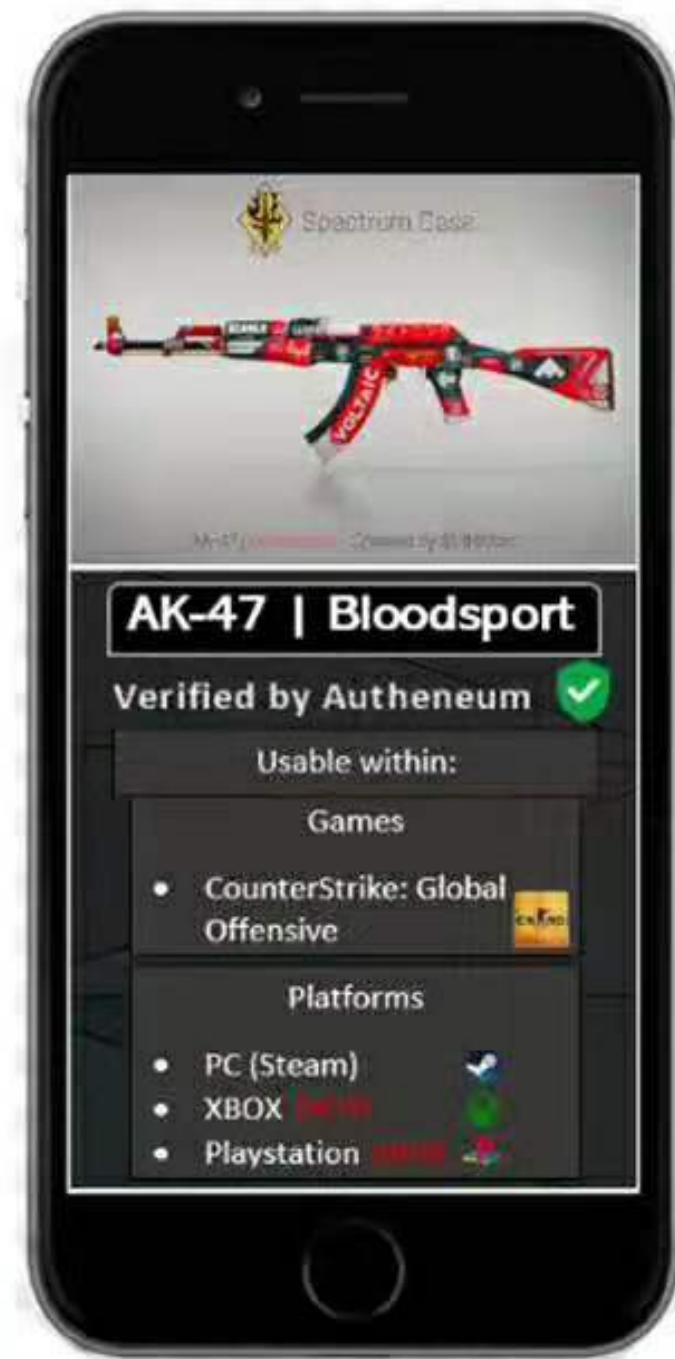 Spectrum Case
VOLTAIC
AK-47 | Bloodsport
Verified by Autheneum
Usable within:
Games
• CounterStrike: Global
Offensive
Platforms
• PC (Steam)
• XBOX
• Playstation